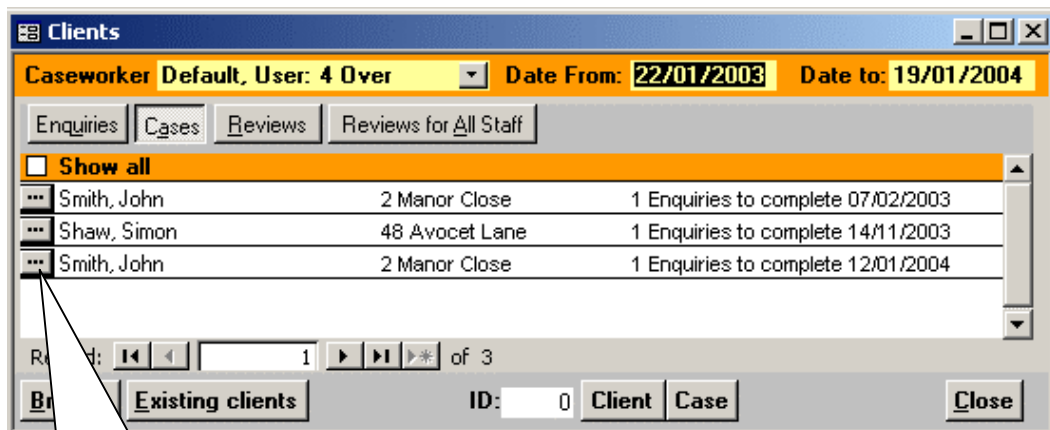 Clients
Caseworker Default, User: 4 Over Date From: 22/01/2003 Date to: 19/01/2004
Enquiries Cases Reviews Reviews for All Staff
Show all
... Smith, John 2 Manor Close 1 Enquiries to complete 07/02/2003
... Shaw, Simon 48 Avocet Lane 1 Enquiries to complete 14/11/2003
... Smith, John 2 Manor Close 1 Enquiries to complete 12/01/2004
1 of 3
Existing clients ID: 0 Client Case Close